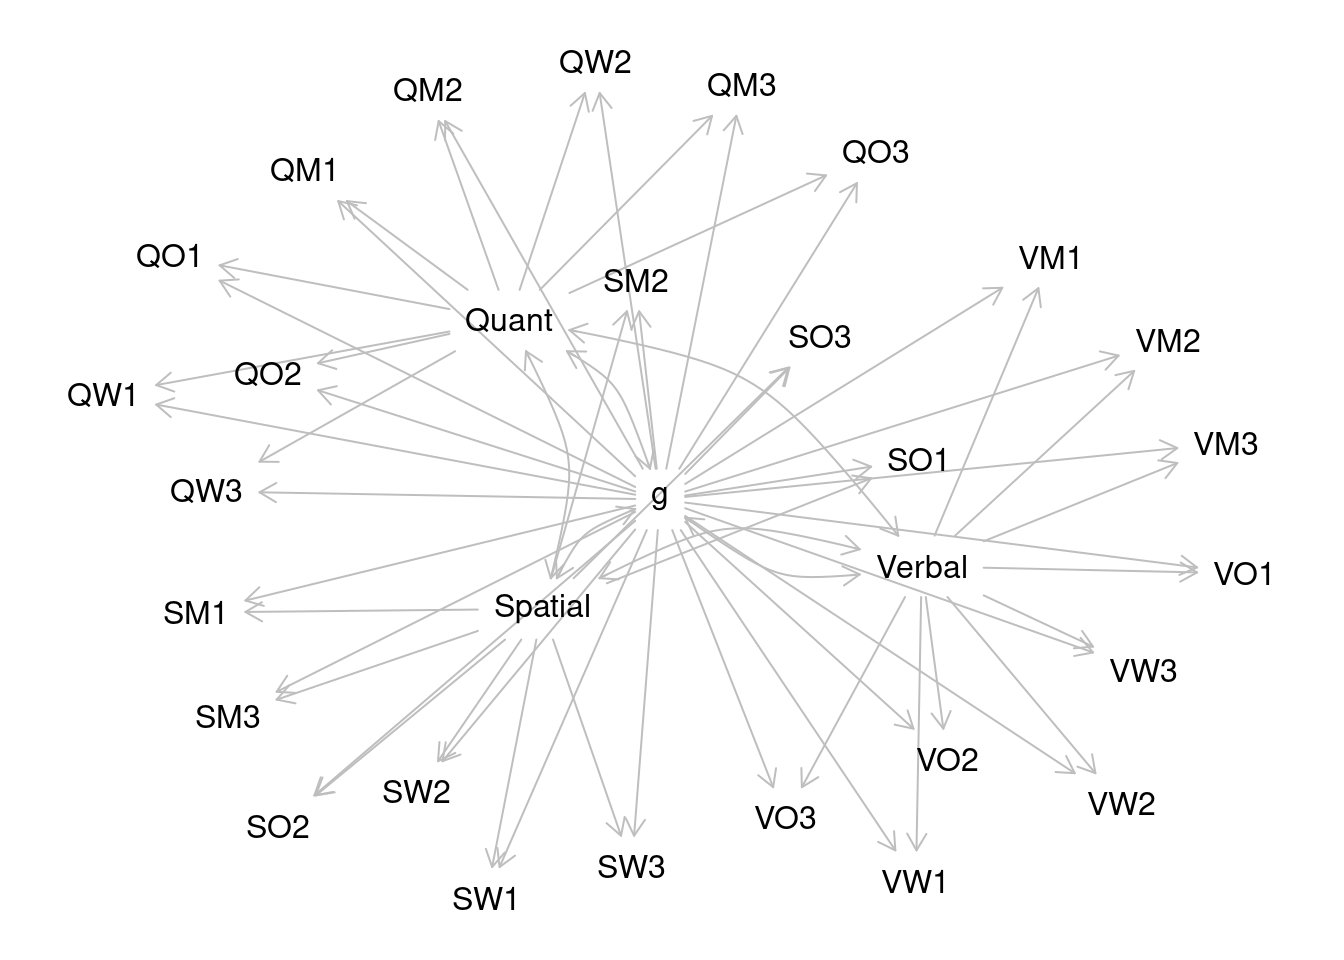 QW2
QM3
QM2
QO3
QM1
QO1
VM1
SM2
Quant
SO3
VM2
QO2
QW1
VM3
SO1
QW3
g
Verbal
VO1
Spatial
SM1
VW3
SM3
VO2
SW2
VW2
VO3
SO2
SW3
VW1
SW1